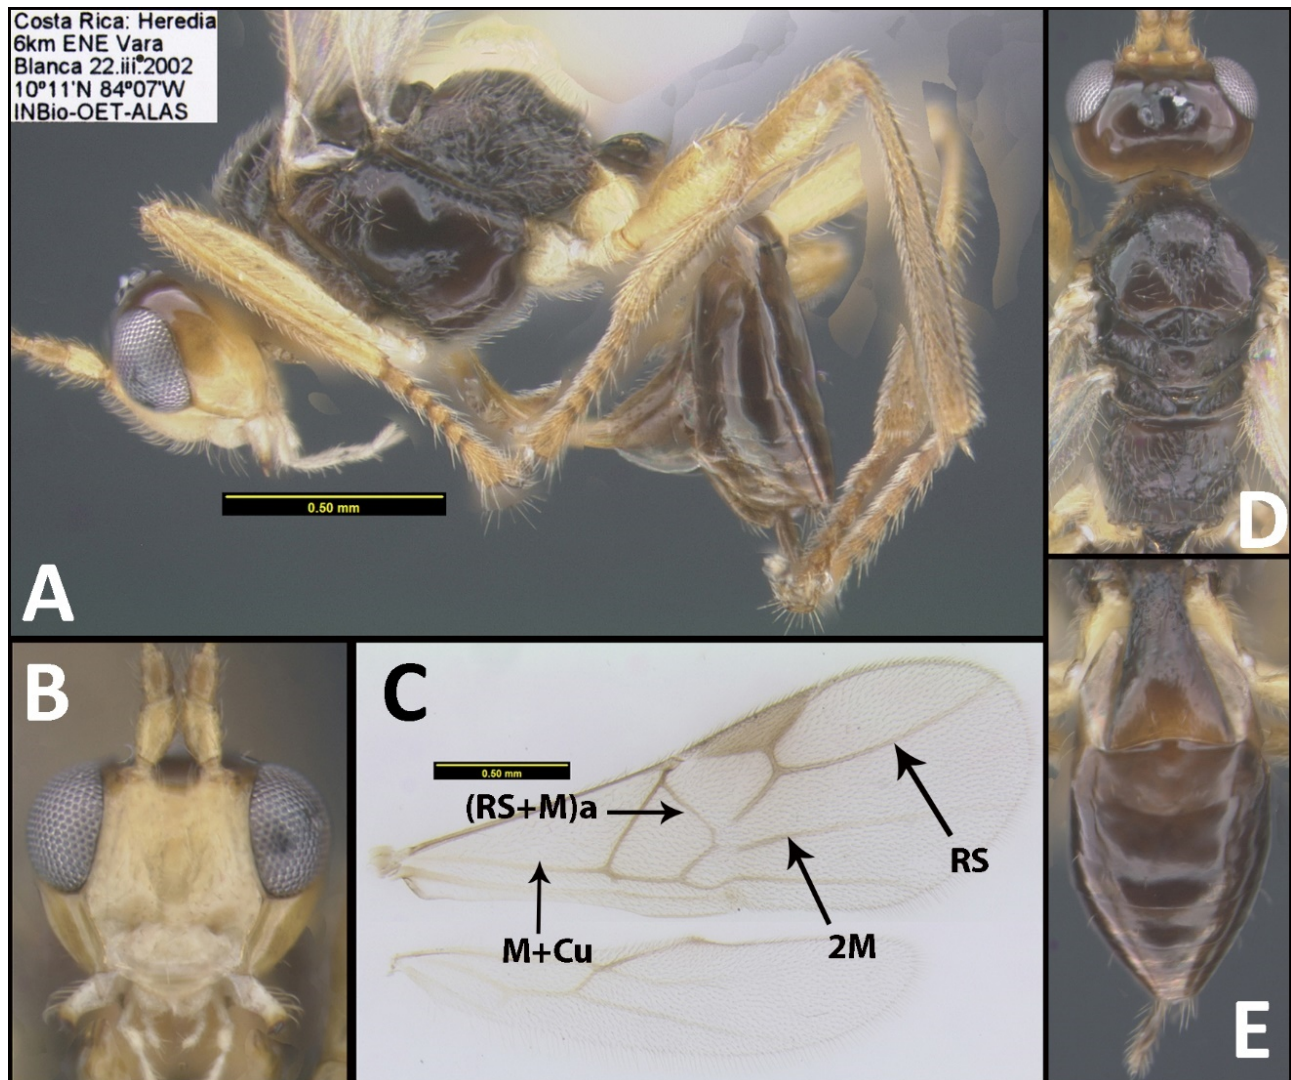 Costa Rica: Heredia
6km ENE Vara
Blanca 22.iii.2002
10º11'N 84º07'W
INBio-OET-ALAS
0.50 mm
A
B
C
0.50 mm
(RS+M)a
RS
M+Cu
2M
D
E